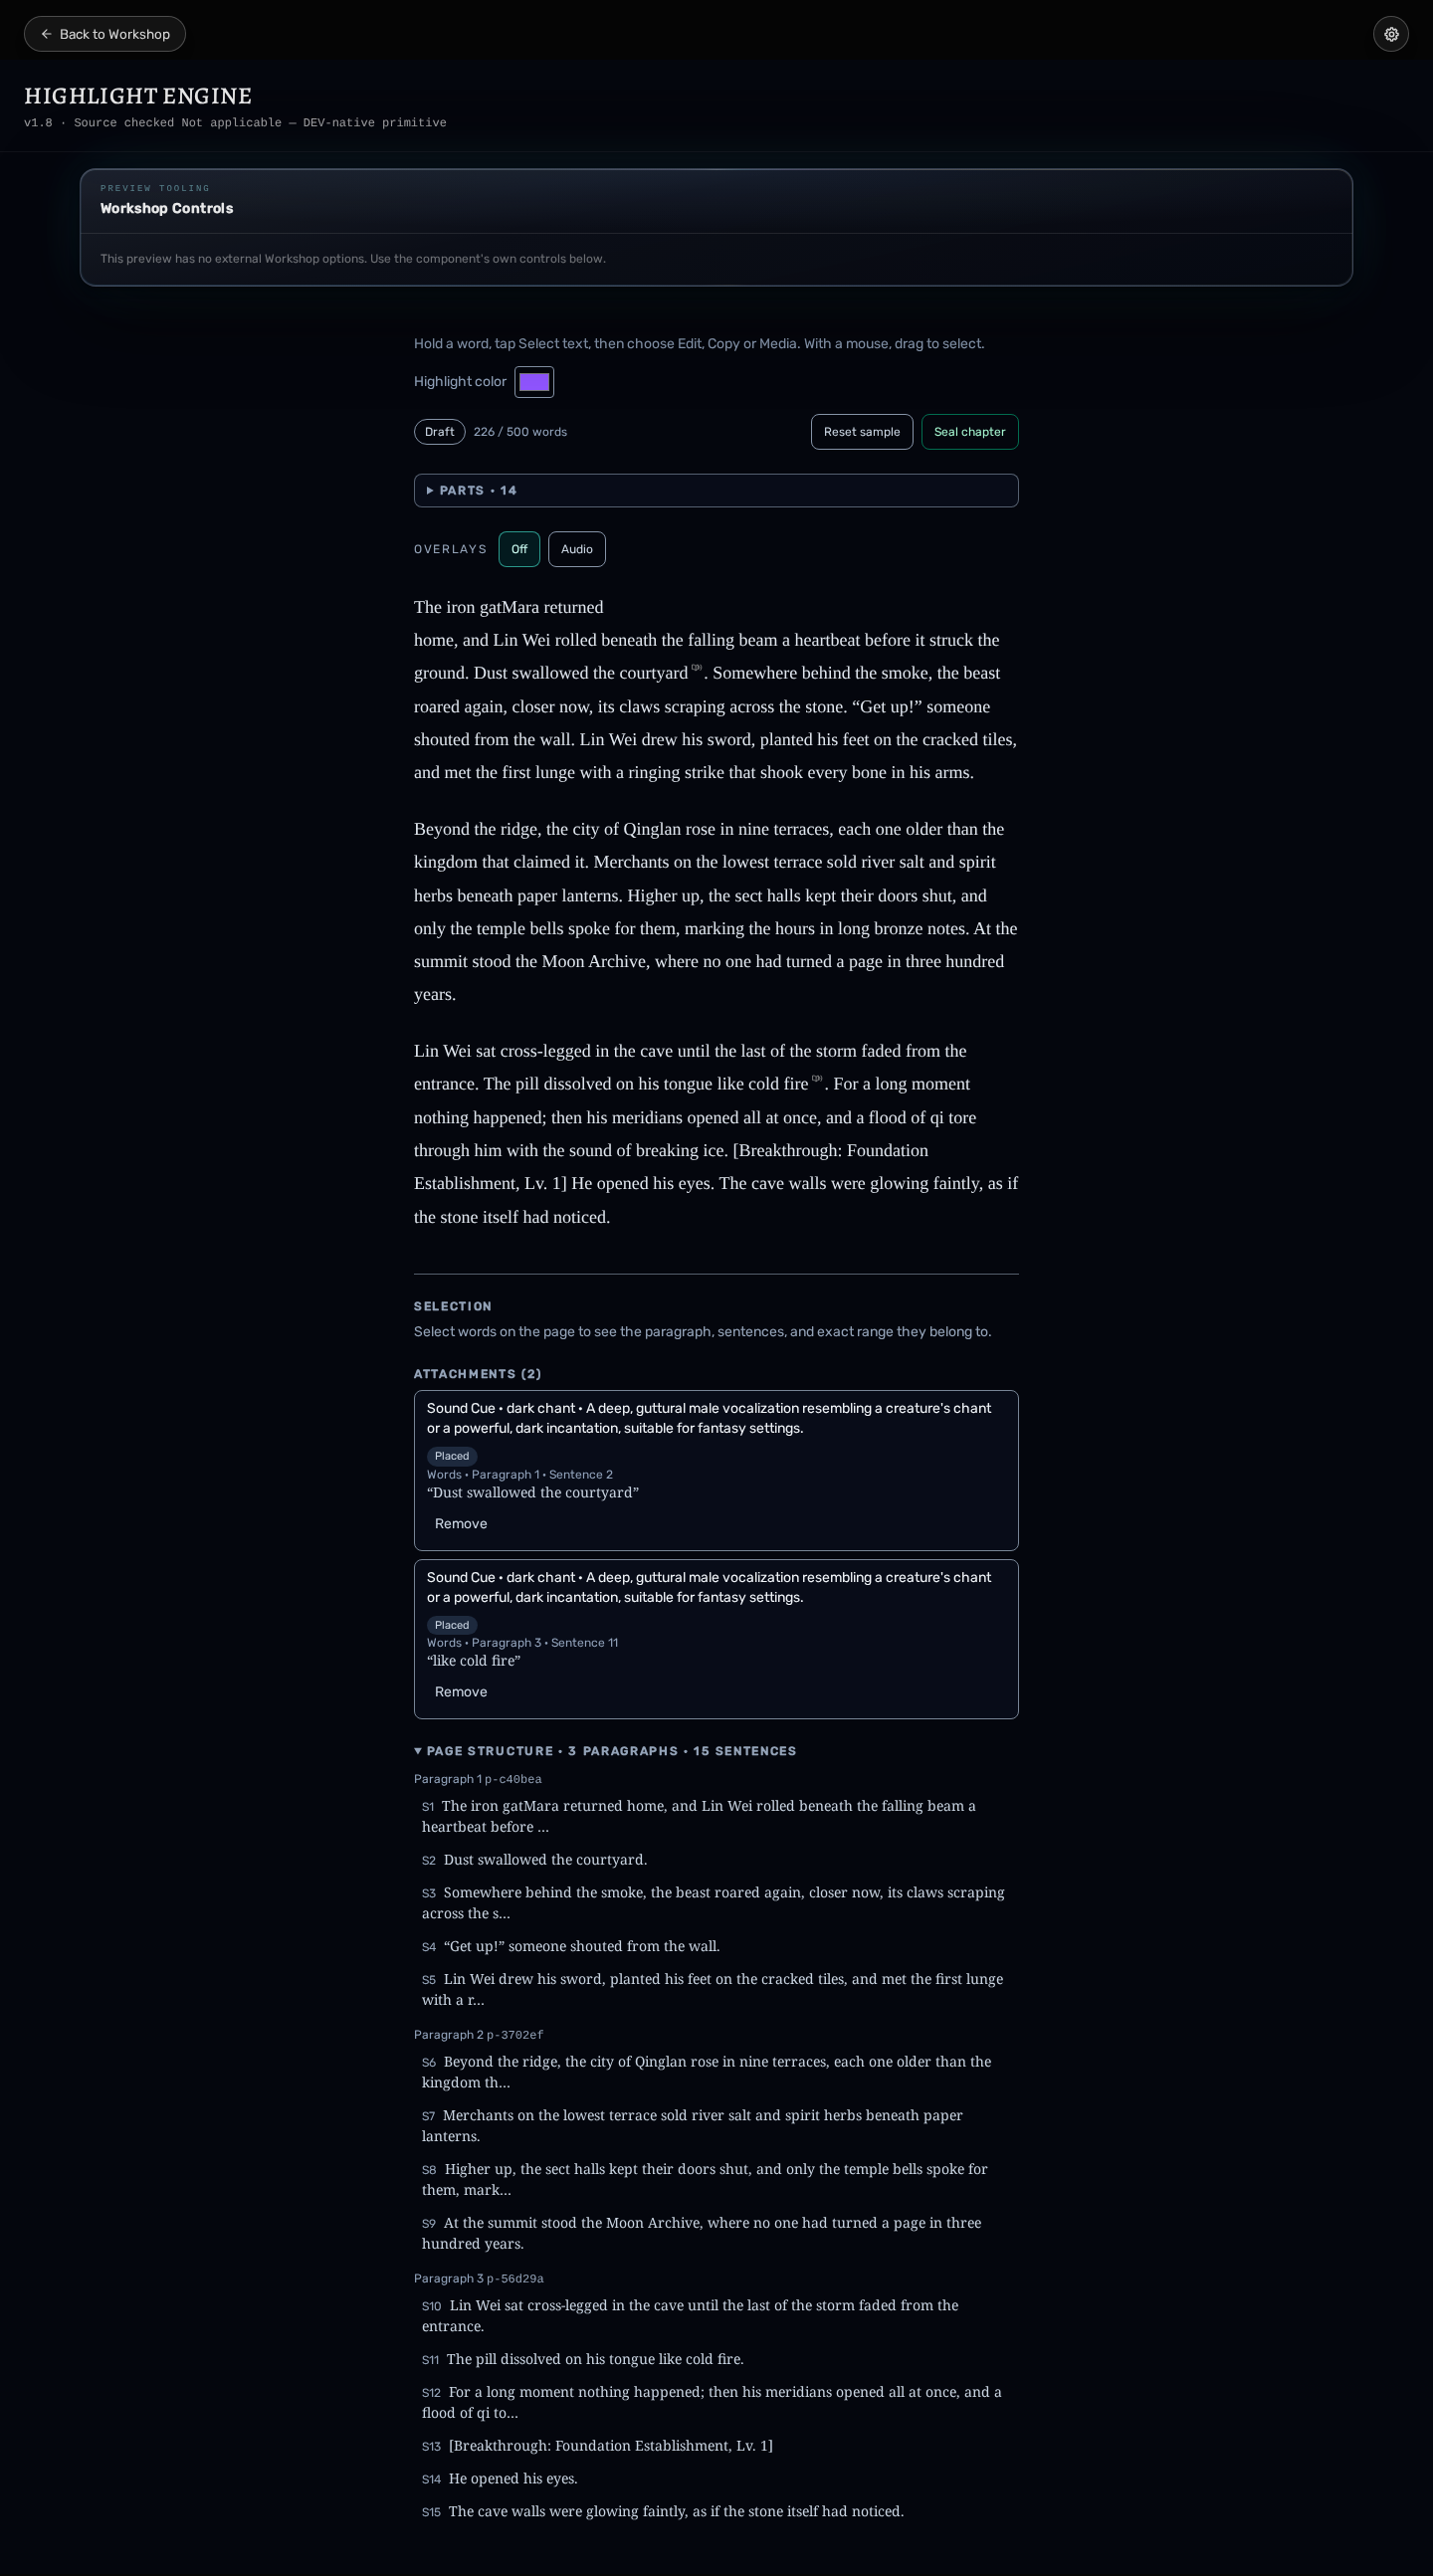 Back to Workshop
HIGHLIGHT ENGINE
v1.8 · Source checked Not applicable — DEV-native primitive
PREVIEW TOOLING
Workshop Controls
This preview has no external Workshop options. Use the component's own controls below.
Hold a word, tap Select text, then choose Edit, Copy or Media. With a mouse, drag to select.
Highlight color
Draft 226 / 500 words Reset sample Seal chapter
PARTS · 14
OVERLAYS Off Audio
The iron gatMara returned
home, and Lin Wei rolled beneath the falling beam a heartbeat before it struck the
ground. Dust swallowed the courtyard. Somewhere behind the smoke, the beast
roared again, closer now, its claws scraping across the stone. “Get up!” someone
shouted from the wall. Lin Wei drew his sword, planted his feet on the cracked tiles,
and met the first lunge with a ringing strike that shook every bone in his arms.
Beyond the ridge, the city of Qinglan rose in nine terraces, each one older than the
kingdom that claimed it. Merchants on the lowest terrace sold river salt and spirit
herbs beneath paper lanterns. Higher up, the sect halls kept their doors shut, and
only the temple bells spoke for them, marking the hours in long bronze notes. At the
summit stood the Moon Archive, where no one had turned a page in three hundred
years.
Lin Wei sat cross-legged in the cave until the last of the storm faded from the
entrance. The pill dissolved on his tongue like cold fire. For a long moment
nothing happened; then his meridians opened all at once, and a flood of qi tore
through him with the sound of breaking ice. [Breakthrough: Foundation
Establishment, Lv. 1] He opened his eyes. The cave walls were glowing faintly, as if
the stone itself had noticed.
SELECTION
Select words on the page to see the paragraph, sentences, and exact range they belong to.
ATTACHMENTS (2)
Sound Cue · dark chant · A deep, guttural male vocalization resembling a creature's chant
or a powerful, dark incantation, suitable for fantasy settings.
Placed
Words · Paragraph 1 · Sentence 2
“Dust swallowed the courtyard”
Remove
Sound Cue · dark chant · A deep, guttural male vocalization resembling a creature's chant
or a powerful, dark incantation, suitable for fantasy settings.
Placed
Words · Paragraph 3 · Sentence 11
“like cold fire”
Remove
PAGE STRUCTURE · 3 PARAGRAPHS · 15 SENTENCES
Paragraph 1 p-c40bea
S1 The iron gatMara returned home, and Lin Wei rolled beneath the falling beam a
heartbeat before …
S2 Dust swallowed the courtyard.
S3 Somewhere behind the smoke, the beast roared again, closer now, its claws scraping
across the s…
S4 “Get up!” someone shouted from the wall.
S5 Lin Wei drew his sword, planted his feet on the cracked tiles, and met the first lunge
with a r…
Paragraph 2 p-3702ef
S6 Beyond the ridge, the city of Qinglan rose in nine terraces, each one older than the
kingdom th…
S7 Merchants on the lowest terrace sold river salt and spirit herbs beneath paper
lanterns.
S8 Higher up, the sect halls kept their doors shut, and only the temple bells spoke for
them, mark…
S9 At the summit stood the Moon Archive, where no one had turned a page in three
hundred years.
Paragraph 3 p-56d29a
S10 Lin Wei sat cross-legged in the cave until the last of the storm faded from the
entrance.
S11 The pill dissolved on his tongue like cold fire.
S12 For a long moment nothing happened; then his meridians opened all at once, and a
flood of qi to…
S13 [Breakthrough: Foundation Establishment, Lv. 1]
S14 He opened his eyes.
S15 The cave walls were glowing faintly, as if the stone itself had noticed.